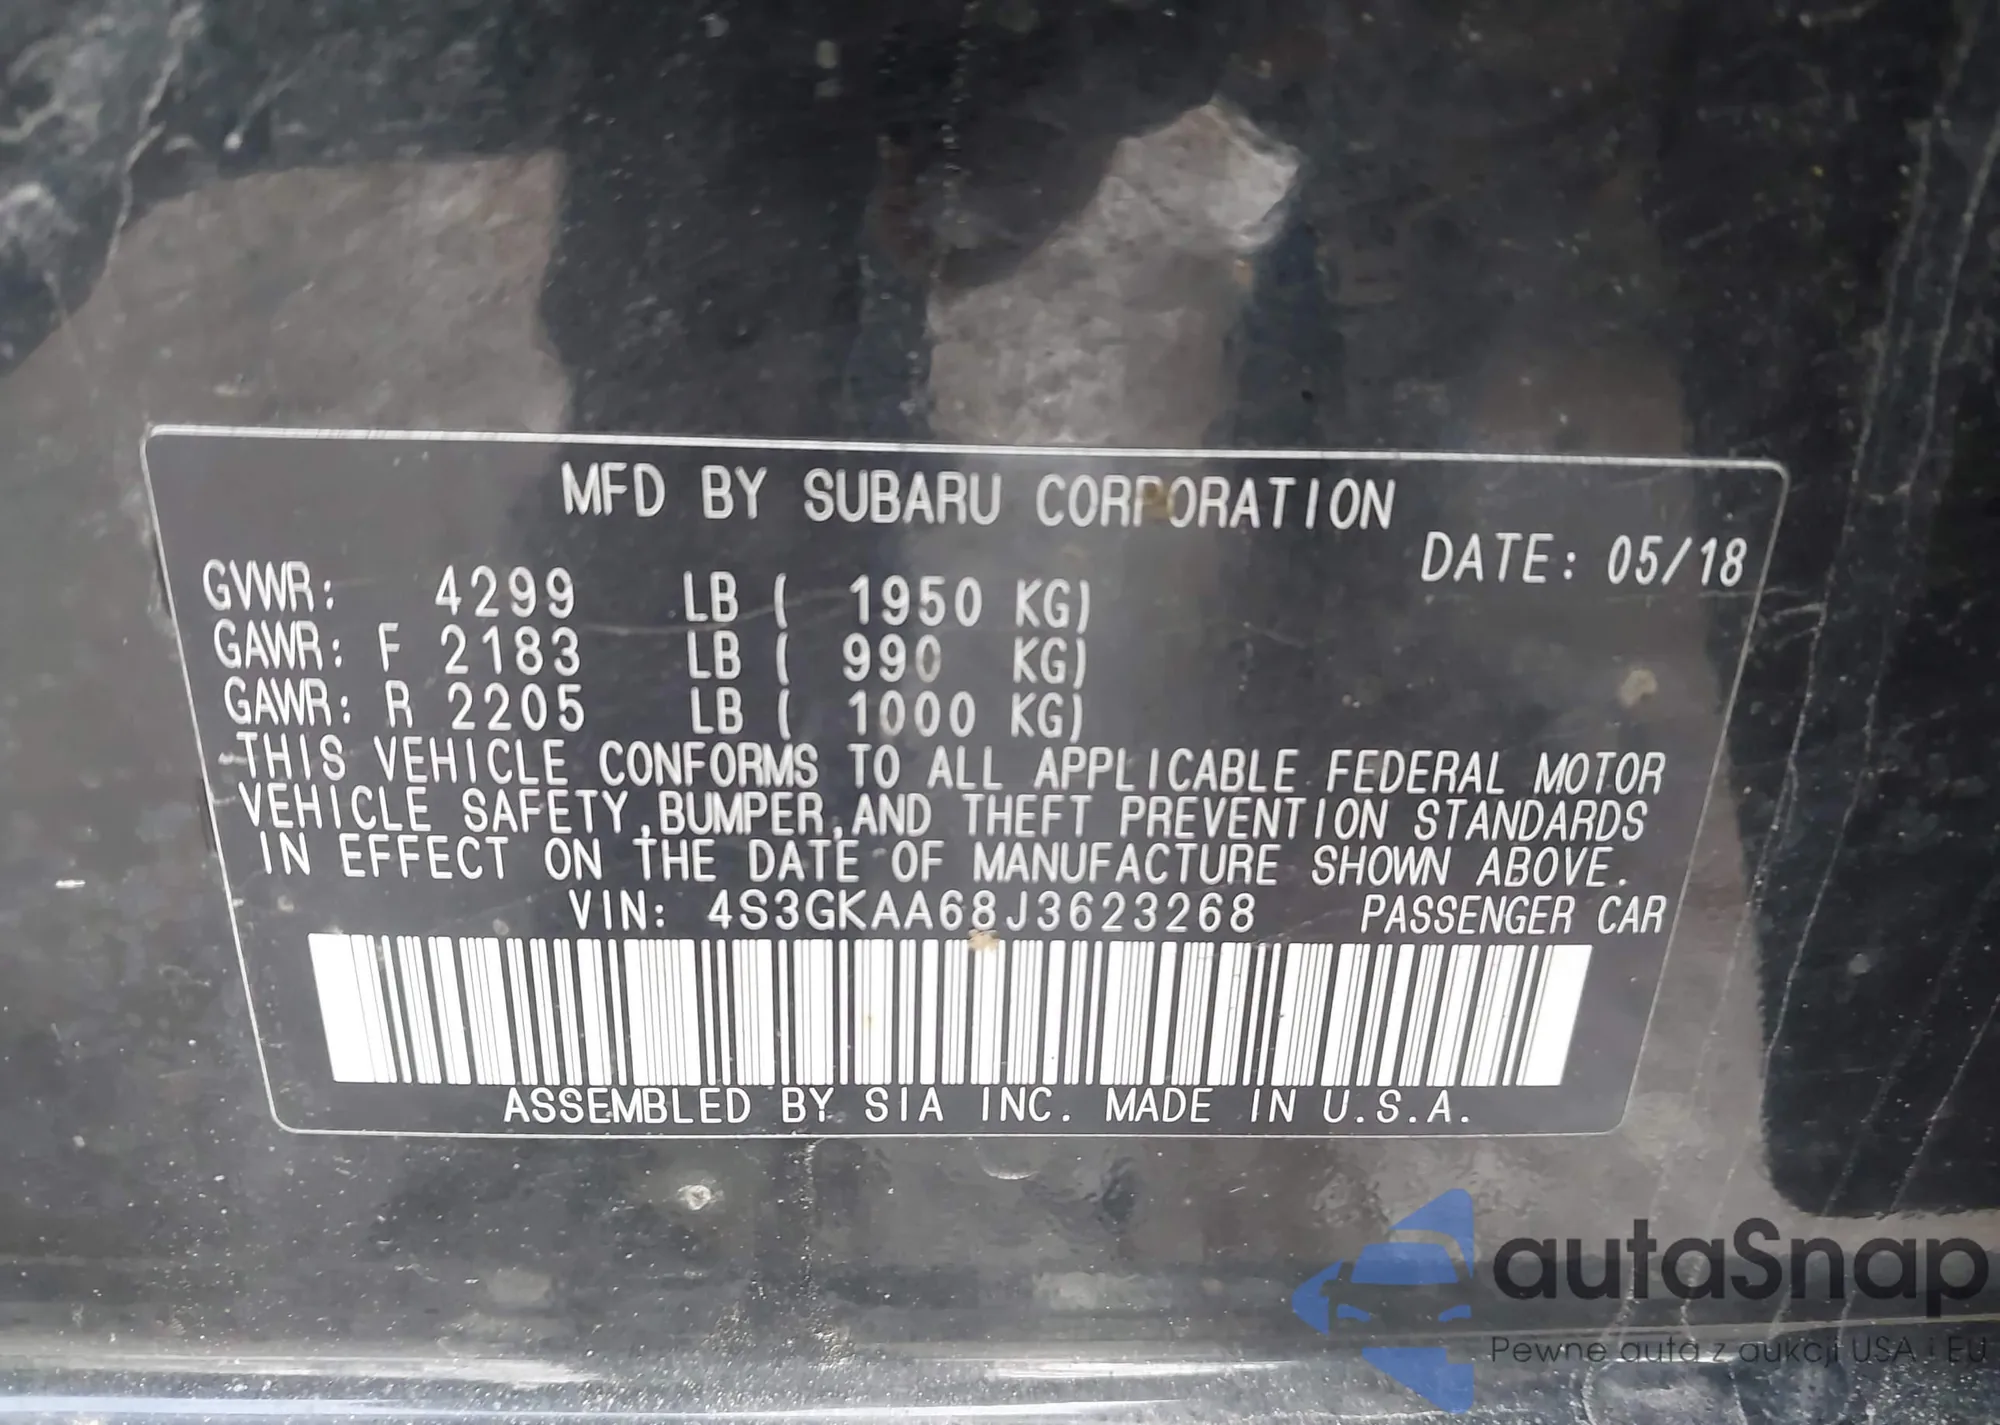 MFD BY SUBARU CORPORATION
DATE: 05/18
GVWR: 4299 LB ( 1950 KG)
GAWR: F 2183 LB ( 990 KG)
GAWR: R 2205 LB ( 1000 KG)
THIS VEHICLE CONFORMS TO ALL APPLICABLE FEDERAL MOTOR
VEHICLE SAFETY,BUMPER,AND THEFT PREVENTION STANDARDS
IN EFFECT ON THE DATE OF MANUFACTURE SHOWN ABOVE.
VIN: 4S3GKAA68J3623268 PASSENGER CAR
ASSEMBLED BY SIA INC. MADE IN U.S.A.
autaSnap
Pewne auta z aukcji USA i EU